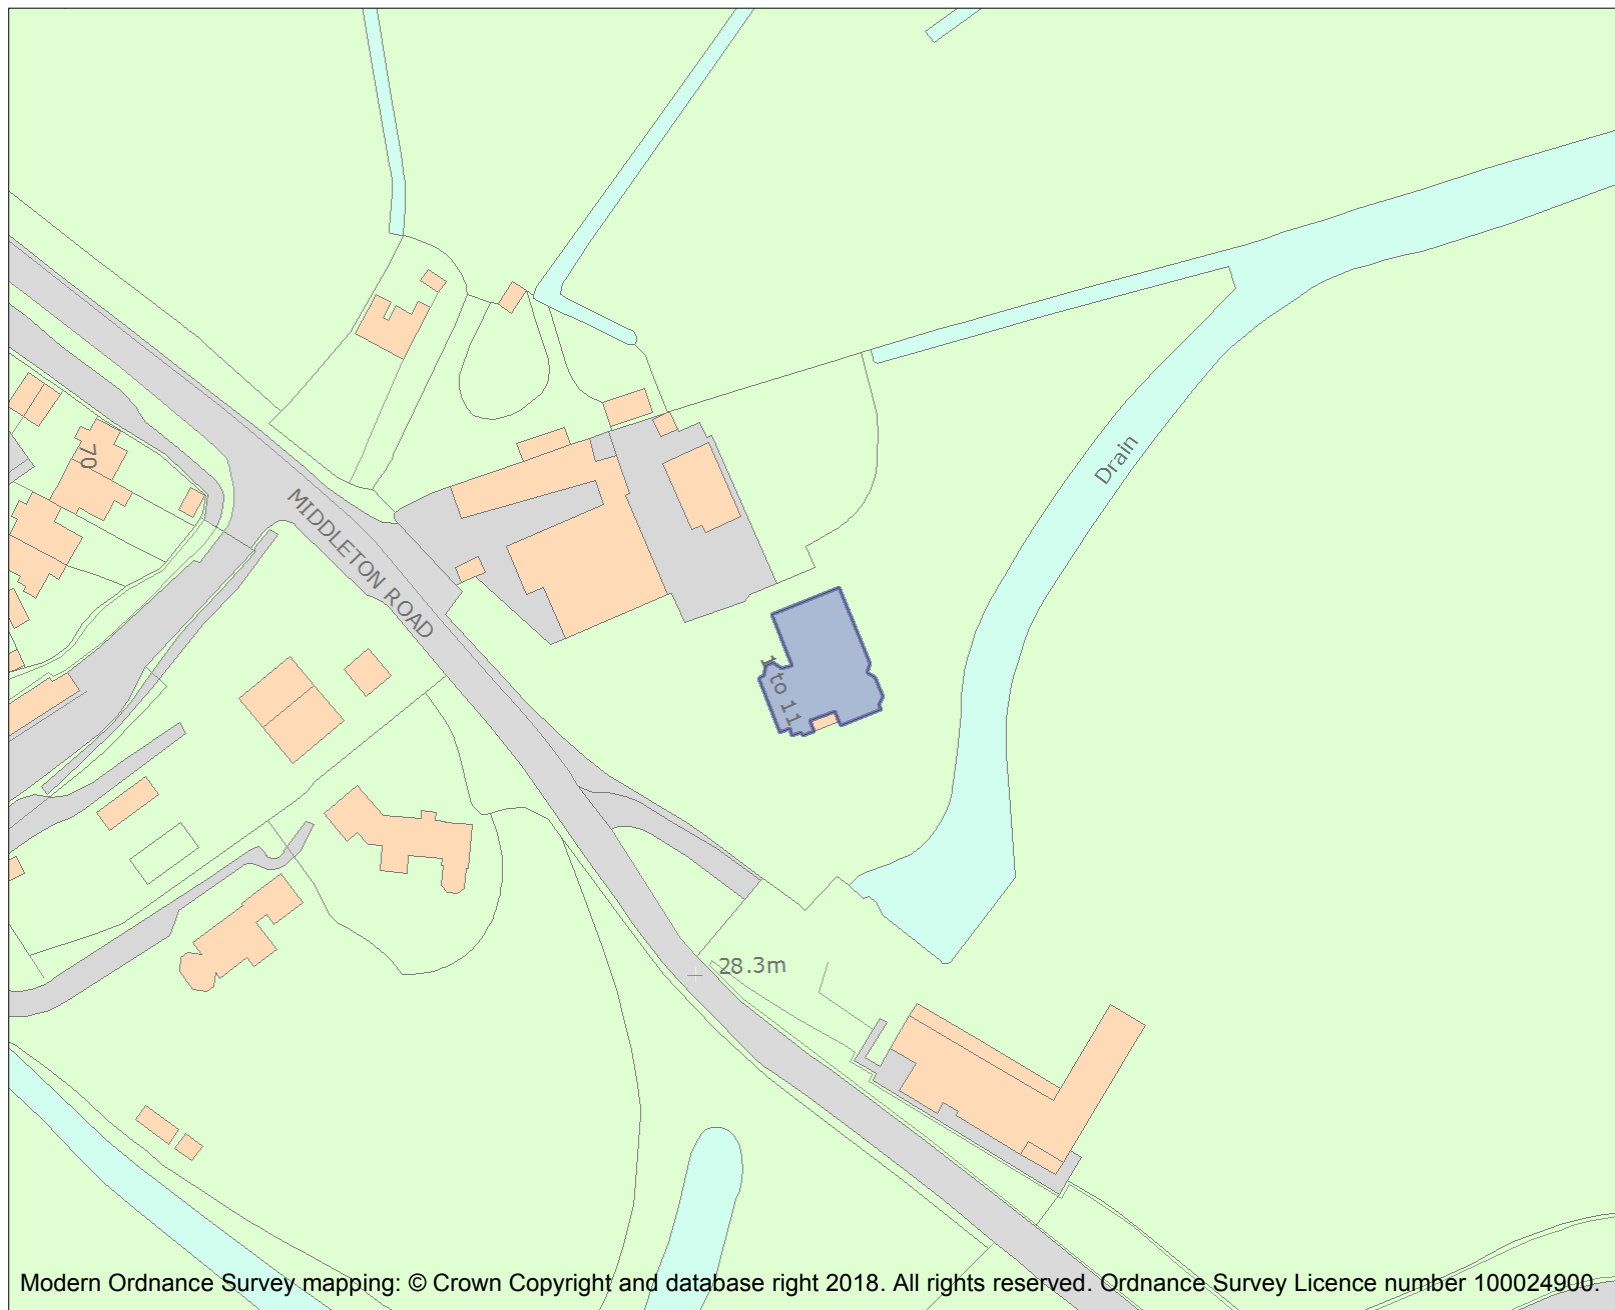 Drain
70
MIDDLETON ROAD
1 to 11
28.3m
Modern Ordnance Survey mapping: © Crown Copyright and database right 2018. All rights reserved. Ordnance Survey Licence number 100024900.